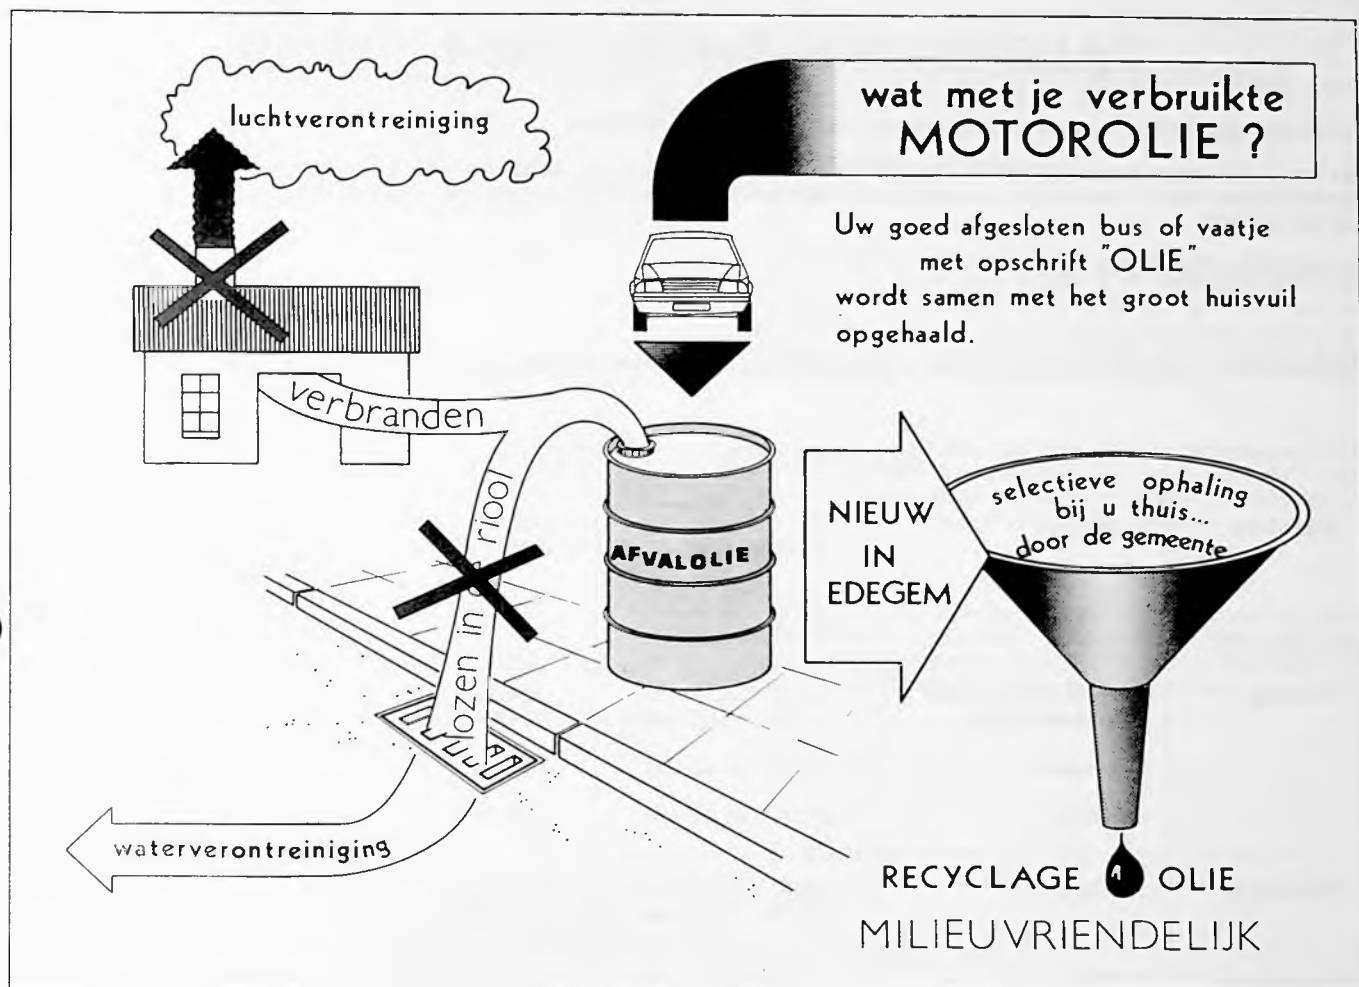 luchtverontreiniging
wat met je verbruikte
MOTOROLIE ?
Uw goed afgesloten bus of vaatje
met opschrift "OLIE"
wordt samen met het groot huisvuil
opgehaald.
verbranden
lozen in de riool
AFVALOLIE
NIEUW
IN
EDEGEM
selectieve ophaling
bij u thuis...
door de gemeente
waterverontreiniging
RECYCLAGE OLIE
MILIEUVRIENDELIJK